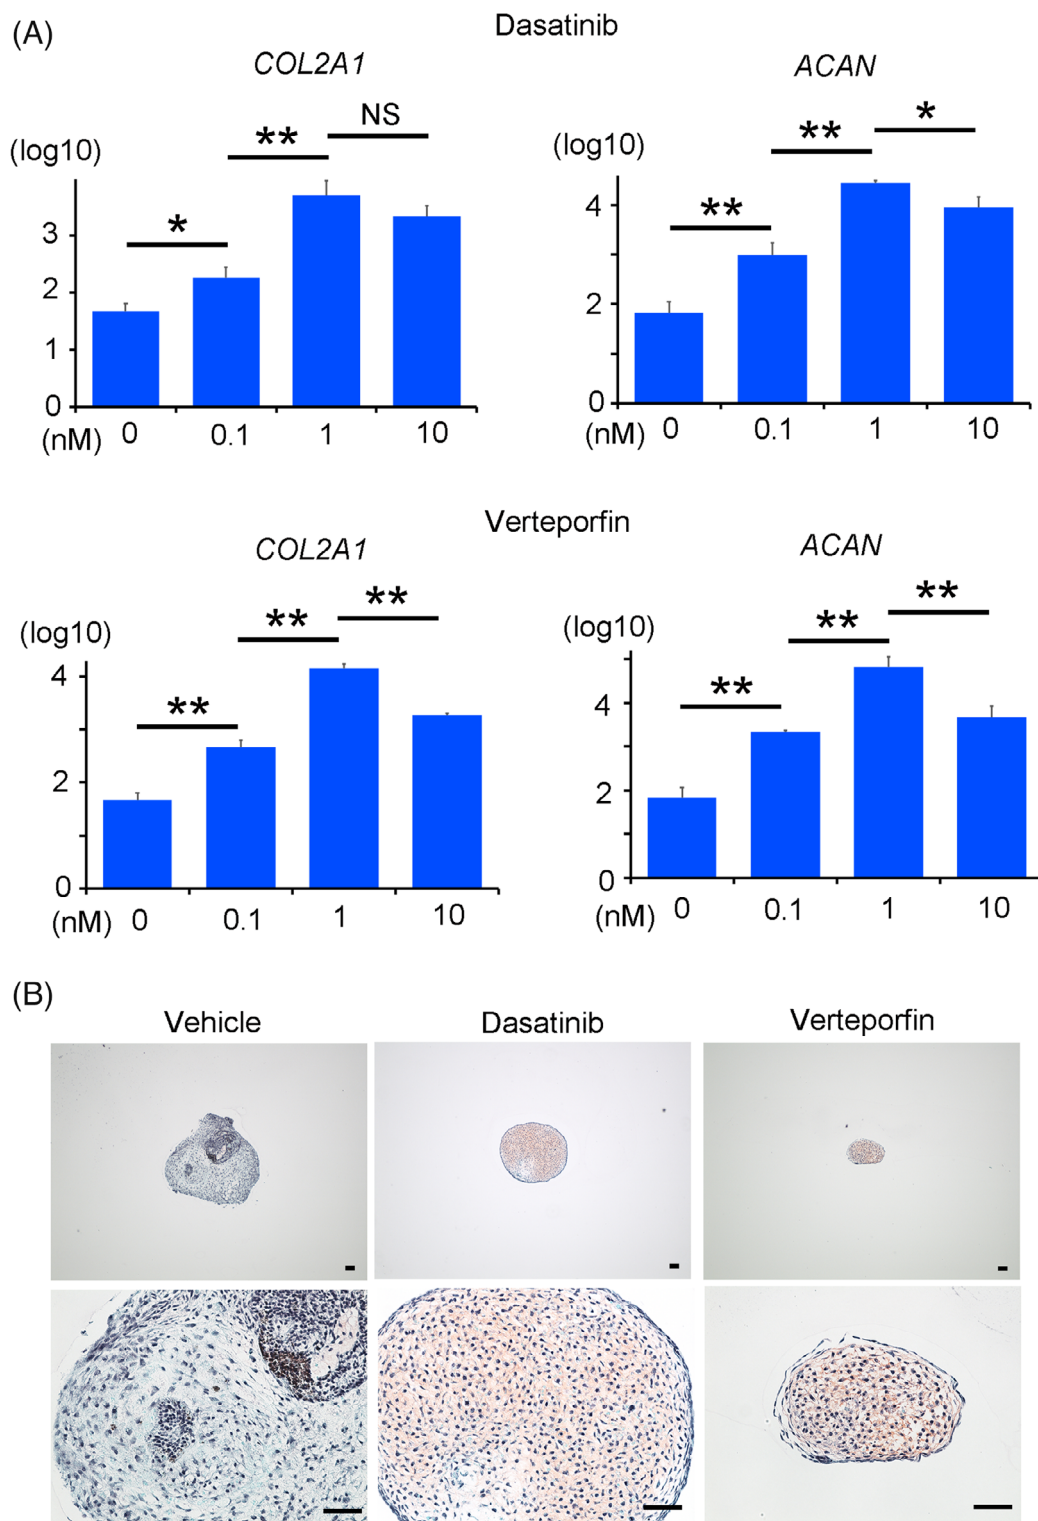 (A)
Dasatinib
COL2A1
ACAN
(log10)
*
**
NS
3
2
1
0
(nM) 0 0.1 1 10
(log10)
**
**
*
4
2
0
(nM) 0 0.1 1 10
Verteporfin
COL2A1
ACAN
(log10)
**
**
**
4
2
0
(nM) 0 0.1 1 10
(log10)
**
**
**
4
2
0
(nM) 0 0.1 1 10
(B)
Vehicle
Dasatinib
Verteporfin